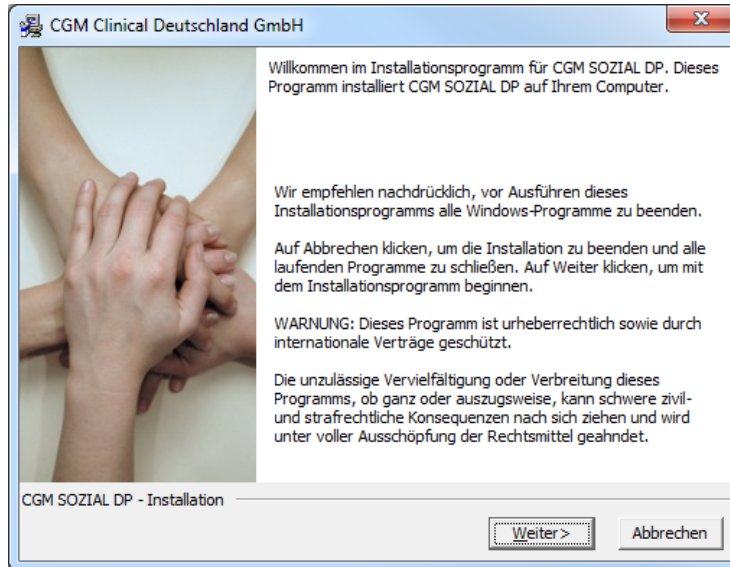 CGM Clinical Deutschland GmbH
Willkommen im Installationsprogramm für CGM SOZIAL DP. Dieses
Programm installiert CGM SOZIAL DP auf Ihrem Computer.
Wir empfehlen nachdrücklich, vor Ausführen dieses
Installationsprogramms alle Windows-Programme zu beenden.
Auf Abbrechen klicken, um die Installation zu beenden und alle
laufenden Programme zu schließen. Auf Weiter klicken, um mit
dem Installationsprogramm beginnen.
WARNUNG: Dieses Programm ist urheberrechtlich sowie durch
internationale Verträge geschützt.
Die unzulässige Vervielfältigung oder Verbreitung dieses
Programms, ob ganz oder auszugsweise, kann schwere zivil-
und strafrechtliche Konsequenzen nach sich ziehen und wird
unter voller Ausschöpfung der Rechtsmittel geahndet.
CGM SOZIAL DP - Installation
Weiter >
Abbrechen